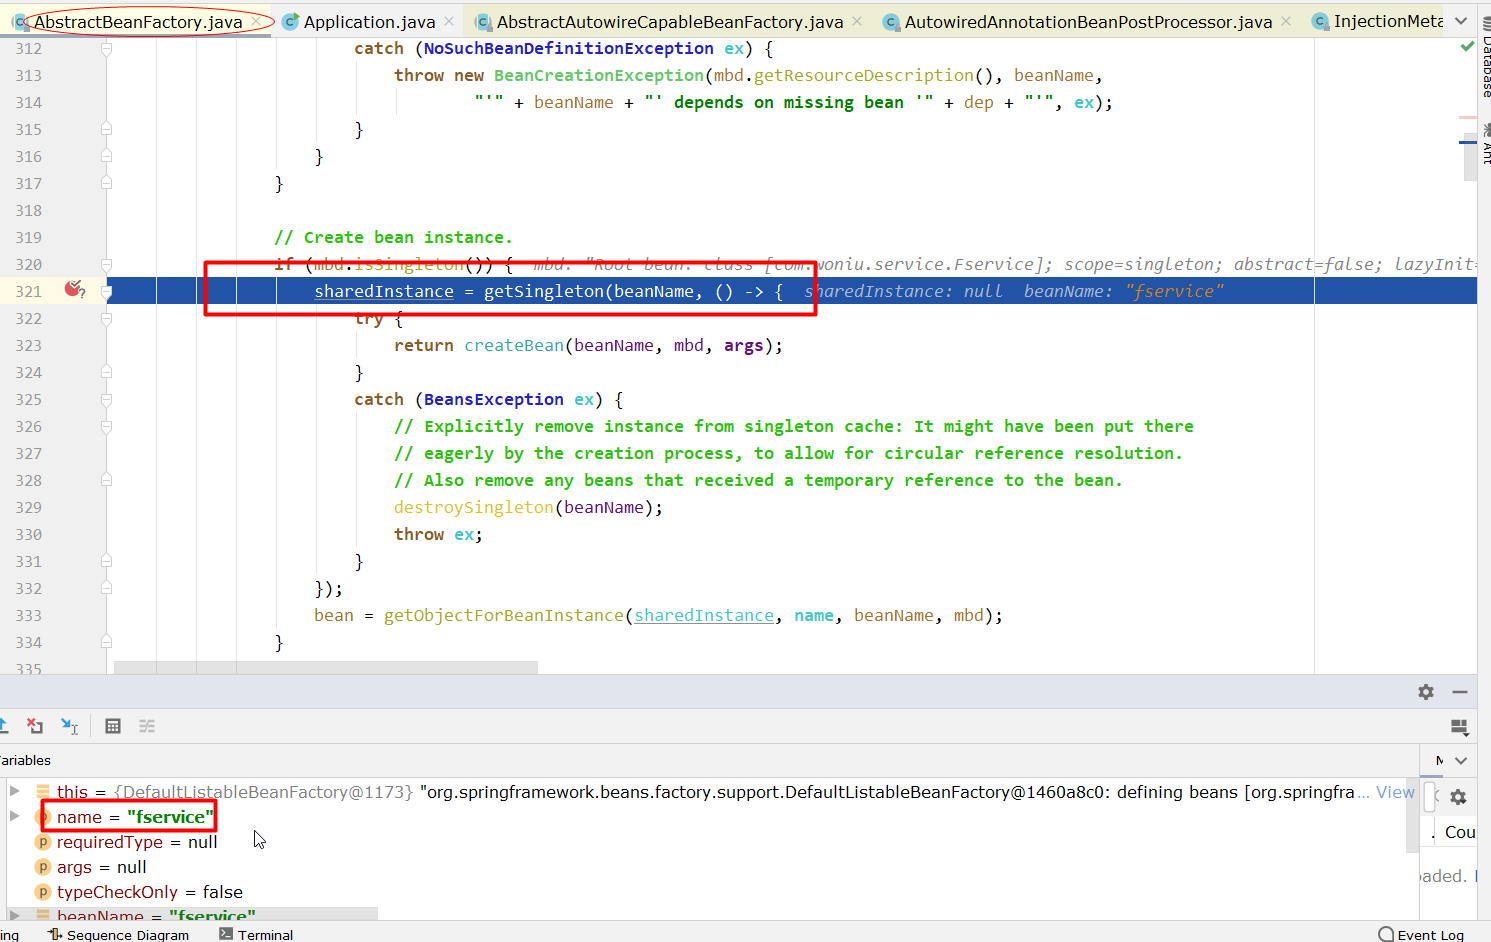 AbstractBeanFactory.java Application.java AbstractAutowireCapableBeanFactory.java AutowiredAnnotationBeanPostProcessor.java InjectionMeta
Database
Ant
312 catch (NoSuchBeanDefinitionException ex) {
313 throw new BeanCreationException(mbd.getResourceDescription(), beanName,
314 "'" + beanName + "' depends on missing bean '" + dep + "'", ex);
315 }
316 }
317 }
318
319 // Create bean instance.
320 if (mbd.isSingleton()) { mbd: "Root bean: class [com.woniu.service.Fservice]; scope=singleton; abstract=false; lazyInit=
321 sharedInstance = getSingleton(beanName, () -> { sharedInstance: null beanName: "fservice"
322 try {
323 return createBean(beanName, mbd, args);
324 }
325 catch (BeansException ex) {
326 // Explicitly remove instance from singleton cache: It might have been put there
327 // eagerly by the creation process, to allow for circular reference resolution.
328 // Also remove any beans that received a temporary reference to the bean.
329 destroySingleton(beanName);
330 throw ex;
331 }
332 });
333 bean = getObjectForBeanInstance(sharedInstance, name, beanName, mbd);
334 }
335
ariables
this = {DefaultListableBeanFactory@1173} "org.springframework.beans.factory.support.DefaultListableBeanFactory@1460a8c0: defining beans [org.springfra... View
name = "fservice"
requiredType = null
Cou
args = null
typeCheckOnly = false
oaded.
beanName = "fservice"
ing Sequence Diagram Terminal Event Log